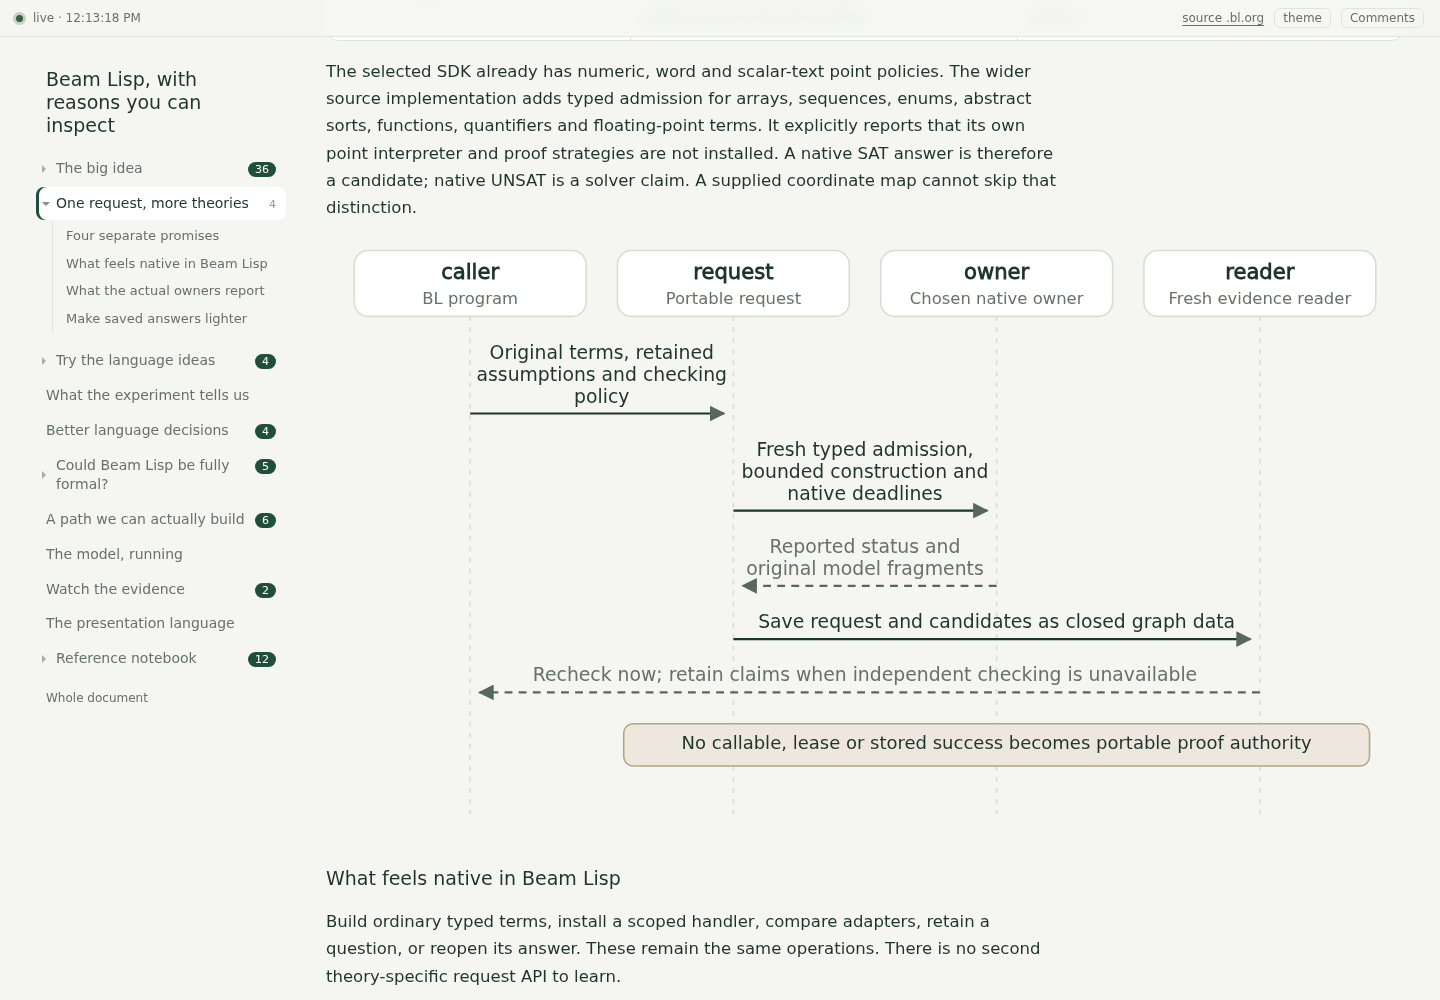 live · 12:13:18 PM
source .bl.org
theme
Comments
Beam Lisp, with
reasons you can
inspect
The big idea
36
One request, more theories
4
Four separate promises
What feels native in Beam Lisp
What the actual owners report
Make saved answers lighter
Try the language ideas
4
What the experiment tells us
Better language decisions
4
Could Beam Lisp be fully
formal?
5
A path we can actually build
6
The model, running
Watch the evidence
2
The presentation language
Reference notebook
12
Whole document
The selected SDK already has numeric, word and scalar-text point policies. The wider
source implementation adds typed admission for arrays, sequences, enums, abstract
sorts, functions, quantifiers and floating-point terms. It explicitly reports that its own
point interpreter and proof strategies are not installed. A native SAT answer is therefore
a candidate; native UNSAT is a solver claim. A supplied coordinate map cannot skip that
distinction.
caller
BL program
request
Portable request
owner
Chosen native owner
reader
Fresh evidence reader
Original terms, retained
assumptions and checking
policy
Fresh typed admission,
bounded construction and
native deadlines
Reported status and
original model fragments
Save request and candidates as closed graph data
Recheck now; retain claims when independent checking is unavailable
No callable, lease or stored success becomes portable proof authority
What feels native in Beam Lisp
Build ordinary typed terms, install a scoped handler, compare adapters, retain a
question, or reopen its answer. These remain the same operations. There is no second
theory-specific request API to learn.